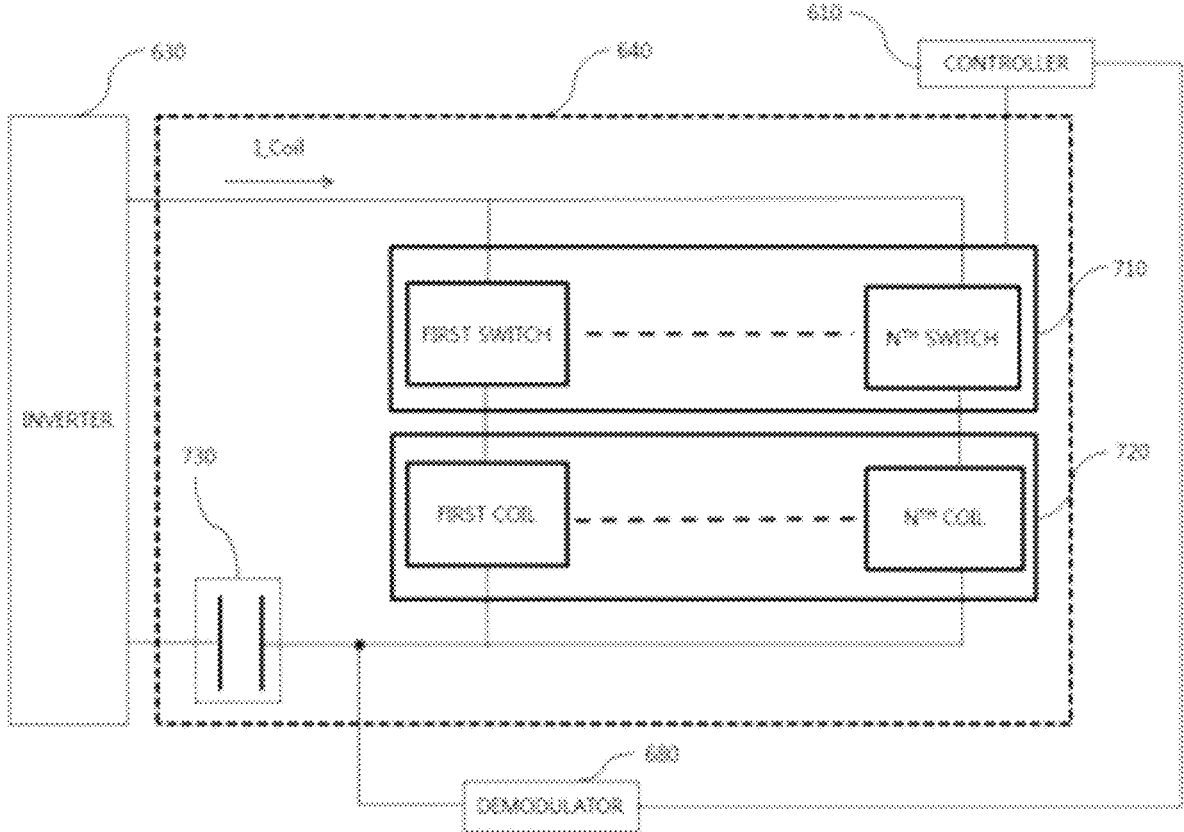 610
630
640
CONTROLLER
I_Coil
710
FIRST SWITCH
NTH SWITCH
INVERTER
730
720
FIRST COIL
NTH COIL
680
DEMODULATOR